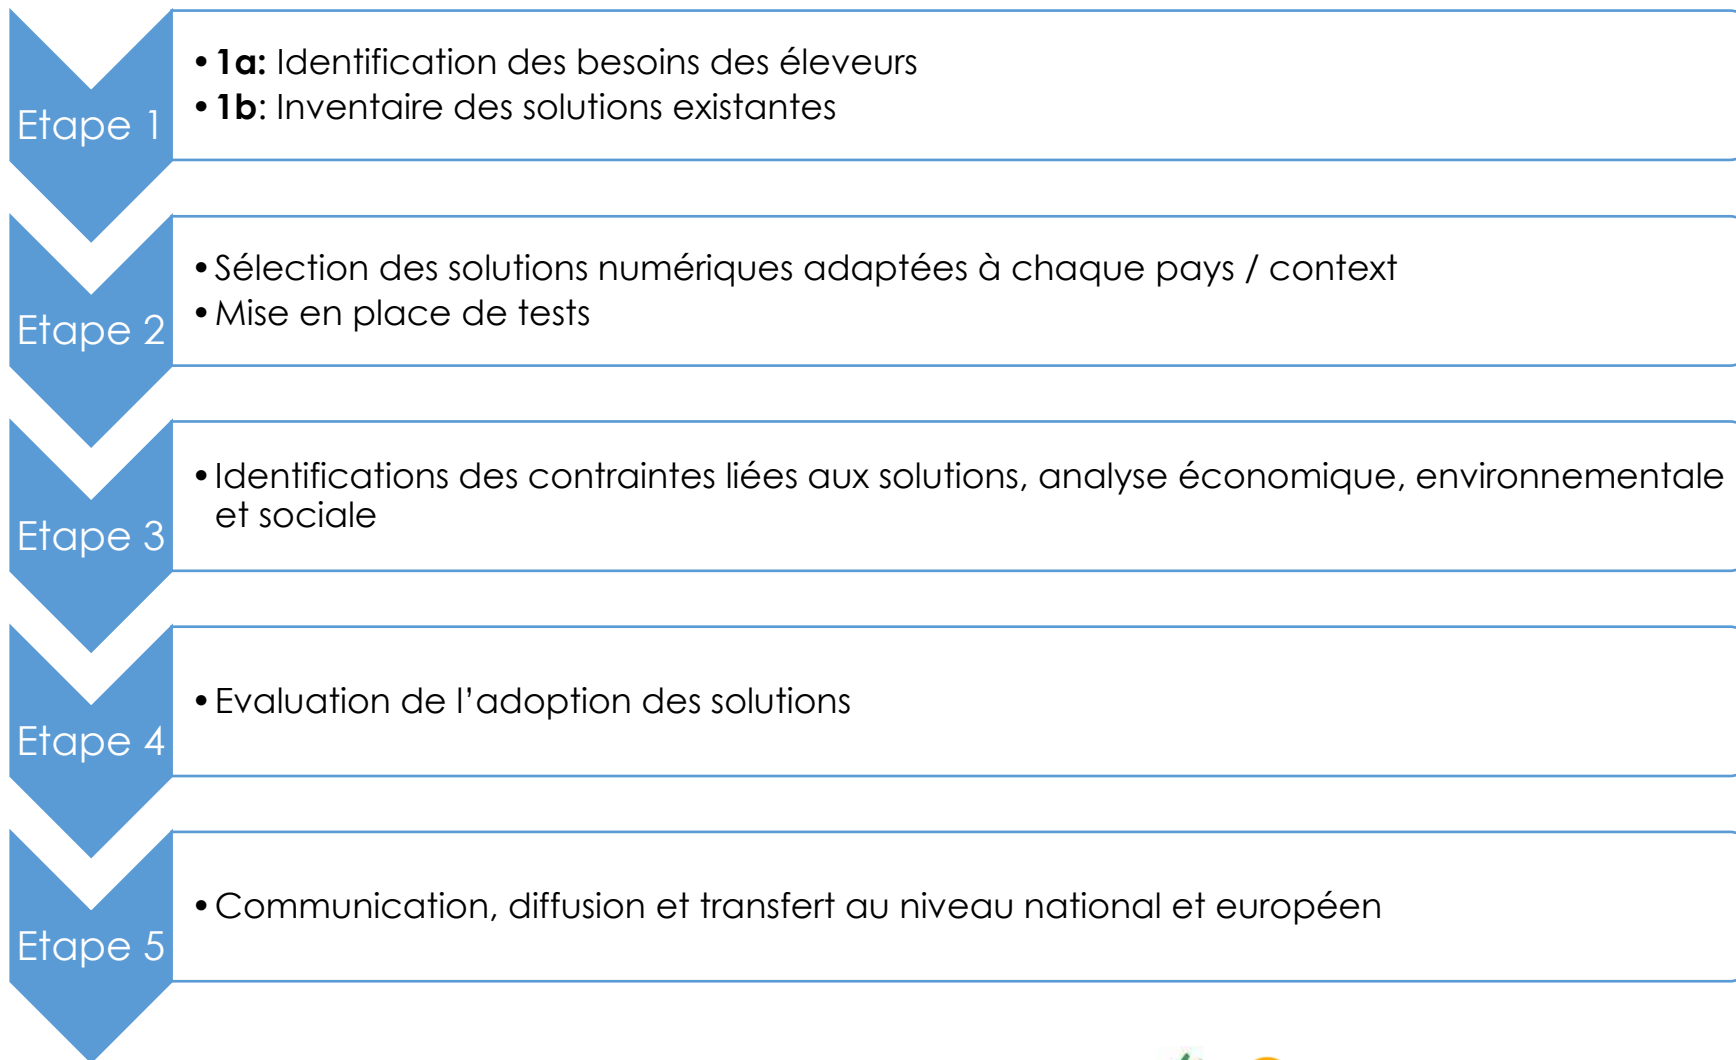 Etape 1
• 1a: Identification des besoins des éleveurs
• 1b: Inventaire des solutions existantes
Etape 2
• Sélection des solutions numériques adaptées à chaque pays / context
• Mise en place de tests
Etape 3
• Identifications des contraintes liées aux solutions, analyse économique, environnementale
et sociale
Etape 4
• Evaluation de l’adoption des solutions
Etape 5
• Communication, diffusion et transfert au niveau national et européen